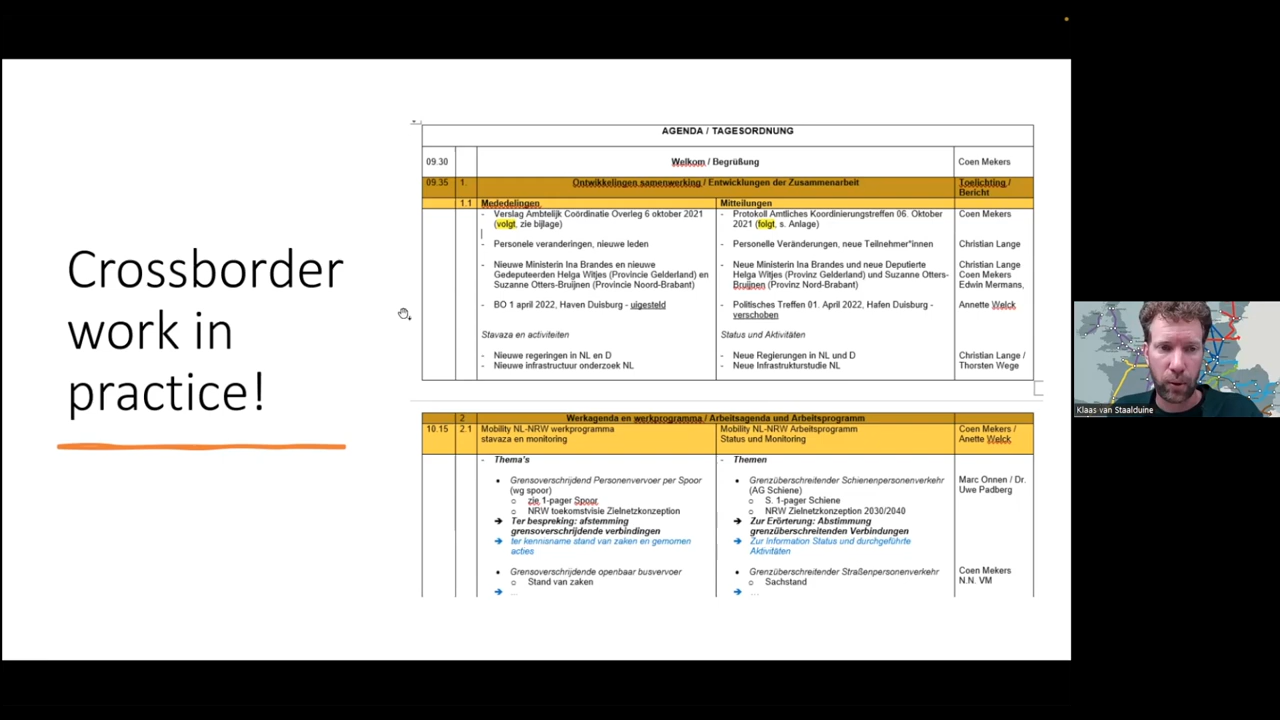 Crossborder
work in
practice!
AGENDA / TAGESORDNUNG
09.30 Welkom / Begrüßung Coen Mekers
09.35 1. Ontwikkelingen samenwerking / Entwicklungen der Zusammenarbeit Toelichting /
Bericht
1.1 Mededelingen Mitteilungen
- Verslag Ambtelijk Coördinatie Overleg 6 oktober 2021 - Protokoll Amtliches Koordinierungstreffen 06. Oktober Coen Mekers
(volgt, zie bijlage) 2021 (folgt, s. Anlage)
- Personele veranderingen, nieuwe leden - Personelle Veränderungen, neue Teilnehmer*innen Christian Lange
- Nieuwe Ministerin Ina Brandes en nieuwe - Neue Ministerin Ina Brandes und neue Deputierte Christian Lange
Gedeputeerden Helga Witjes (Provincie Gelderland) en Helga Witjes (Provinz Gelderland) und Suzanne Otters- Coen Mekers
Suzanne Otters-Bruijnen (Provincie Noord-Brabant) Bruijnen (Provinz Nord-Brabant) Edwin Mermans,
- BO 1 april 2022, Haven Duisburg - uigesteld - Politisches Treffen 01. April 2022, Hafen Duisburg - Annette Welck
verschoben
Stavaza en activiteiten Status und Aktivitäten
- Nieuwe regeringen in NL en D - Neue Regierungen in NL und D Christian Lange /
- Nieuwe infrastructuur onderzoek NL - Neue Infrastrukturstudie NL Thorsten Wege
2 Werkagenda en werkprogramma / Arbeitsagenda und Arbeitsprogramm
10.15 2.1 Mobility NL-NRW werkprogramma Mobility NL-NRW Arbeitsprogramm Coen Mekers /
stavaza en monitoring Status und Monitoring Anette Welck
- Thema's - Themen
• Grensoverschrijdend Personenvervoer per Spoor • Grenzüberschreitender Schienenpersonenverkehr Marc Onnen / Dr.
(wg spoor) (AG Schiene) Uwe Padberg
o zie 1-pager Spoor o S. 1-pager Schiene
o NRW toekomstvisie Zielnetzkonzeption o NRW Zielnetzkonzeption 2030/2040
➔ Ter bespreking: afstemming ➔ Zur Erörterung: Abstimmung
grensoverschrijdende verbindingen grenzüberschreitenden Verbindungen
➔ ter kennisname stand van zaken en gemomen ➔ Zur Information Status und durchgeführte
acties Aktivitäten
• Grensoverschrijdende openbaar busvervoer • Grenzüberschreitender Straßenpersonenverkehr Coen Mekers
o Stand van zaken o Sachstand N.N. VM
➔ ... ➔ ...
Klaas van Staalduine